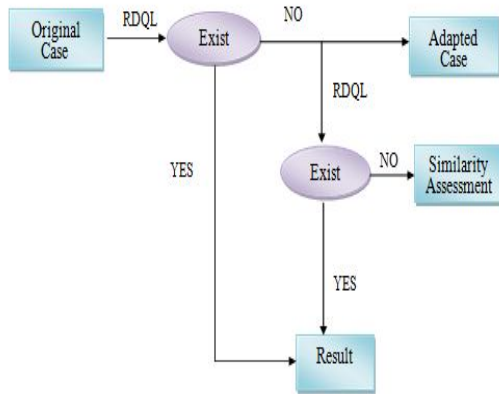 Original
Case
RDQL
Exist
NO
Adapted
Case
RDQL
YES
Exist
NO
Similarity
Assessment
YES
Result